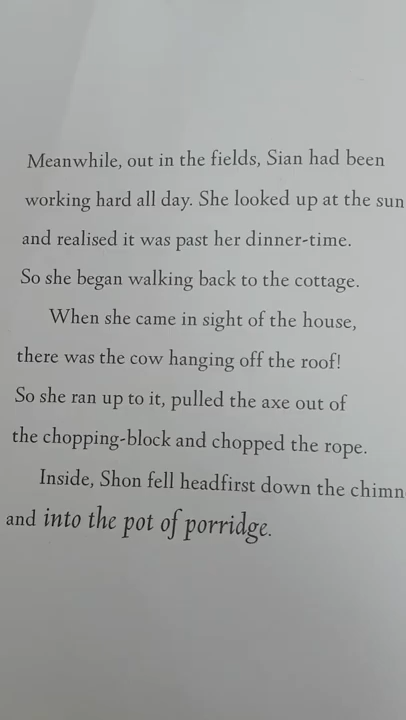 Meanwhile, out in the fields, Sian had been
working hard all day. She looked up at the sun
and realised it was past her dinner-time.
So she began walking back to the cottage.
When she came in sight of the house,
there was the cow hanging off the roof!
So she ran up to it, pulled the axe out of
the chopping-block and chopped the rope.
Inside, Shon fell headfirst down the chimn
and into the pot of porridge.